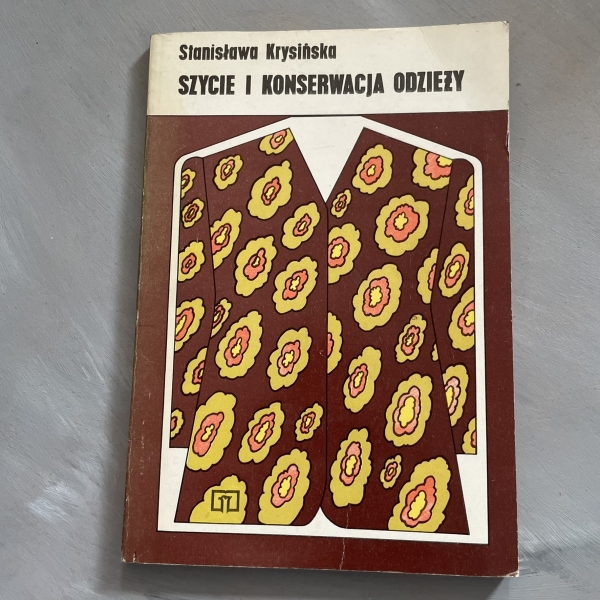 Stanisława Krysińska
SZYCIE I KONSERWACJA ODZIEŻY